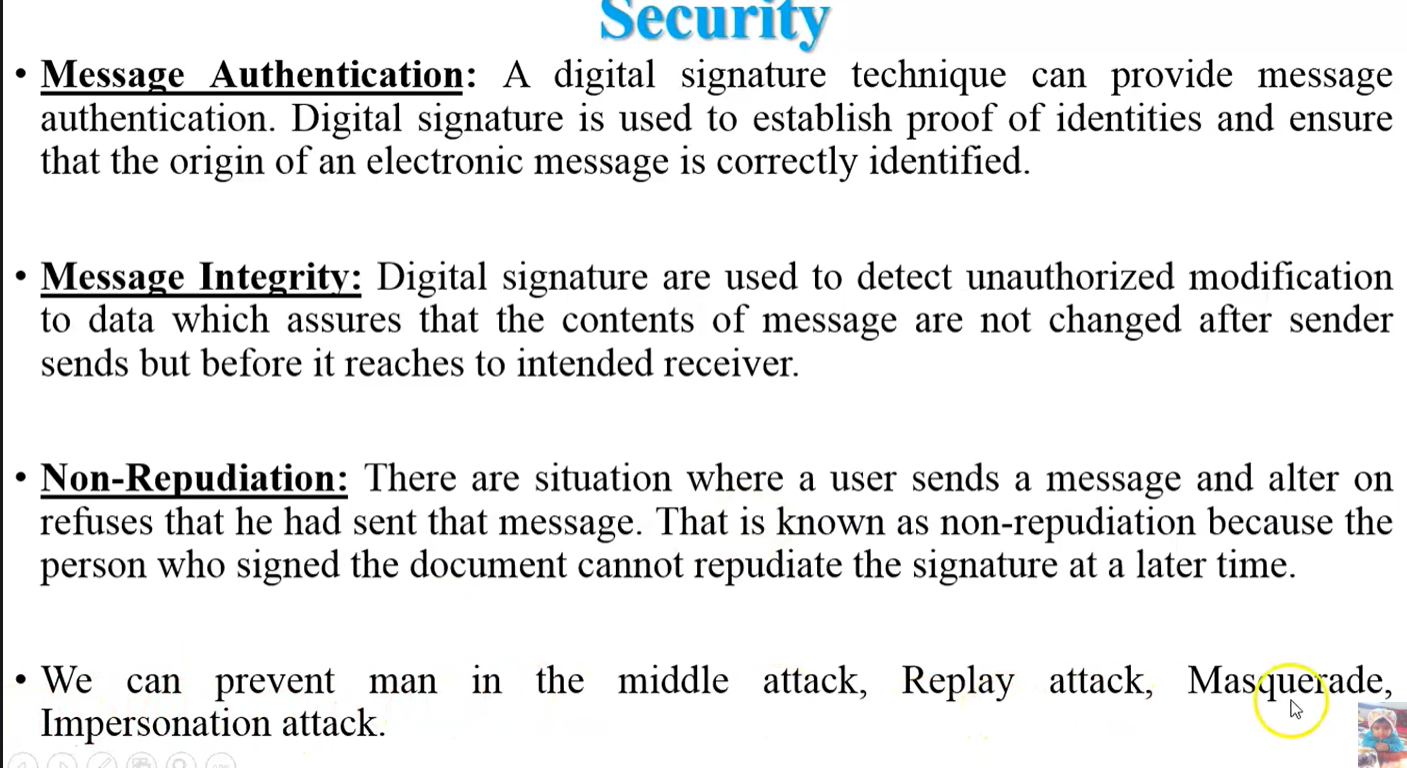 Security
• Message Authentication: A digital signature technique can provide message
authentication. Digital signature is used to establish proof of identities and ensure
that the origin of an electronic message is correctly identified.
• Message Integrity: Digital signature are used to detect unauthorized modification
to data which assures that the contents of message are not changed after sender
sends but before it reaches to intended receiver.
• Non-Repudiation: There are situation where a user sends a message and alter on
refuses that he had sent that message. That is known as non-repudiation because the
person who signed the document cannot repudiate the signature at a later time.
• We can prevent man in the middle attack, Replay attack, Masquerade,
Impersonation attack.